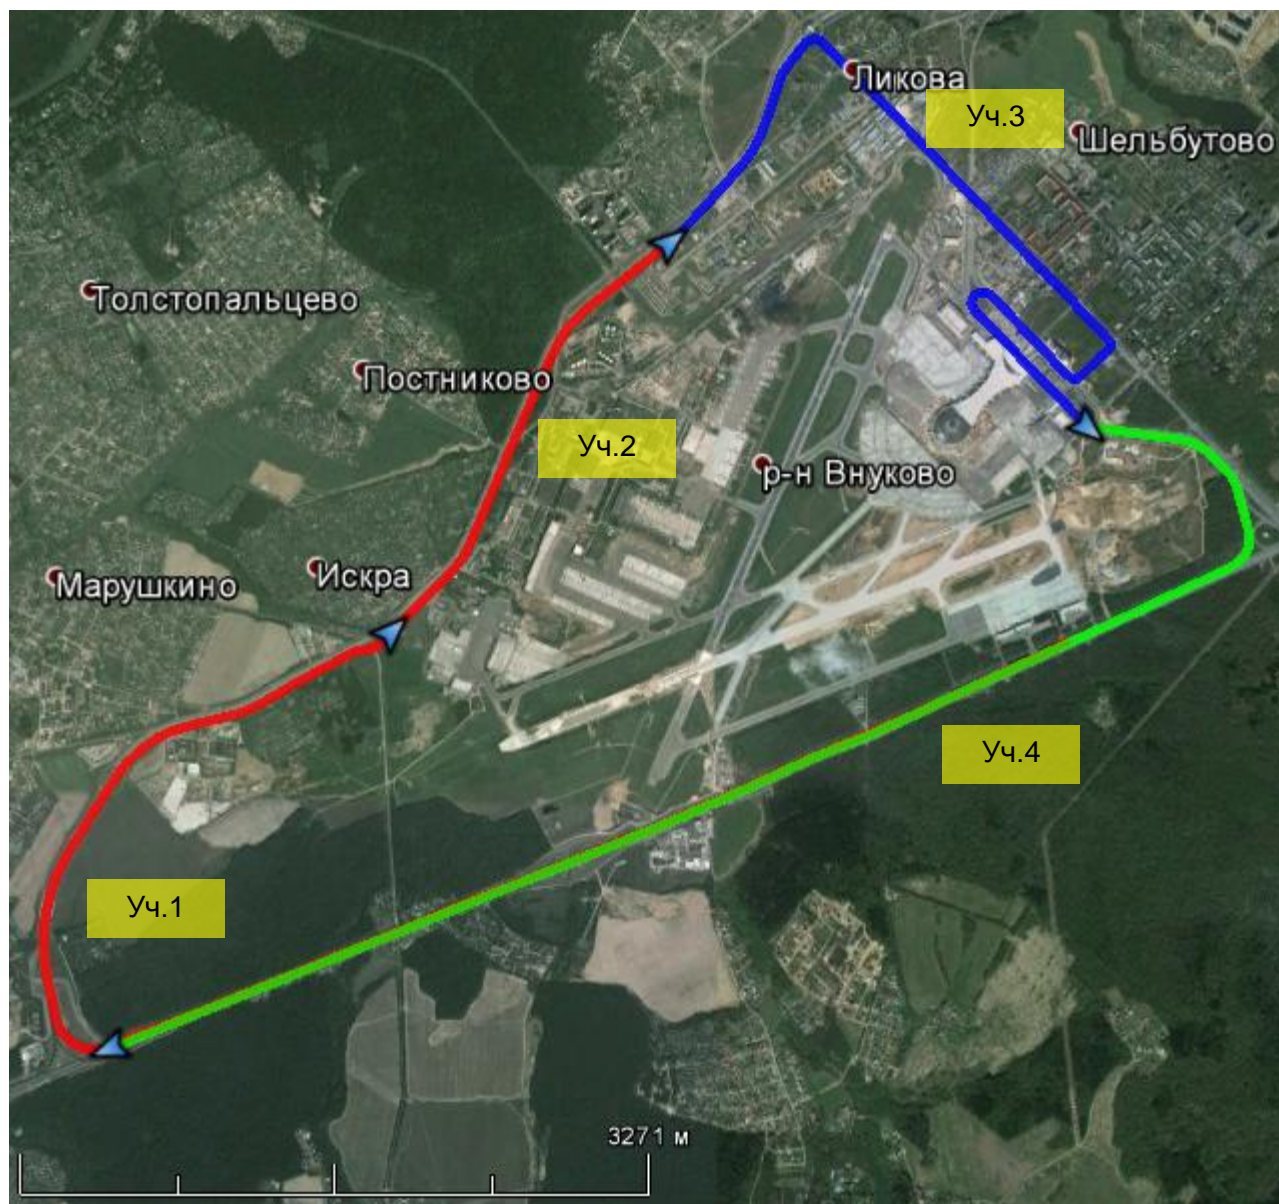 Ликова
Уч.3
Шельбутово
Толстопальцево
Постниково
Уч.2
р-н Внуково
Искра
Марушкино
Уч.4
Уч.1
3271 м